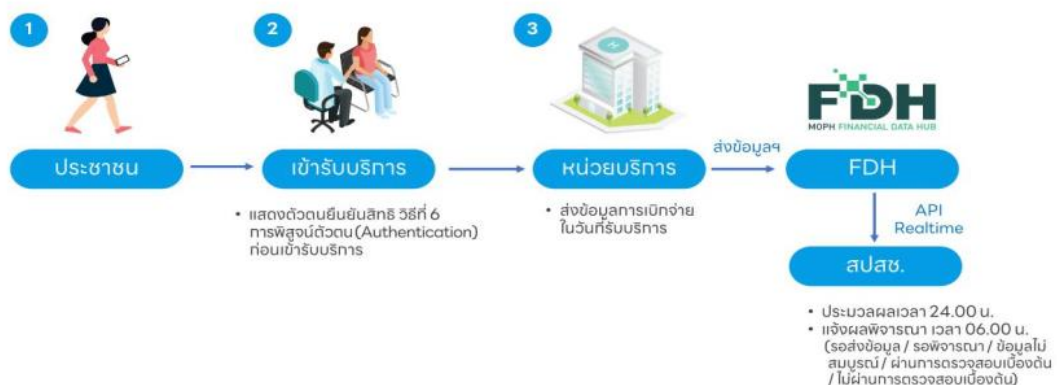 1
2
3
FDH
MOPH FINANCIAL DATA HUB
ประชาชน
เข้ารับบริการ
หน่วยบริการ
ส่งข้อมูลฯ
FDH
• แสดงตัวตนยืนยันสิทธิ วิธีที่ 6
การพิสูจน์ตัวตน (Authentication)
ก่อนเข้ารับบริการ
• ส่งข้อมูลการเบิกจ่าย
ในวันที่รับบริการ
API
Realtime
สปสช.
• ประมวลผลเวลา 24.00 น.
• แจ้งผลพิจารณา เวลา 06.00 น.
(รอส่งข้อมูล / รอพิจารณา / ข้อมูลไม่
สมบูรณ์ / ผ่านการตรวจสอบเบื้องต้น
/ ไม่ผ่านการตรวจสอบเบื้องต้น)